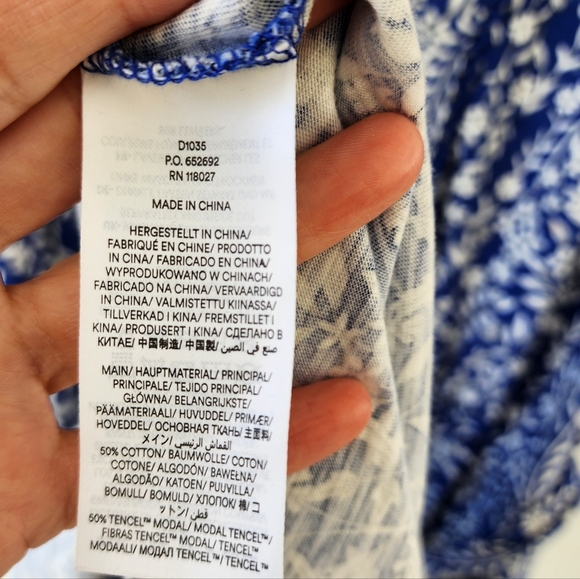 D1035
P.O. 652692
RN 118027
MADE IN CHINA
HERGESTELLT IN CHINA/
FABRIQUÉ EN CHINE/ PRODOTTO
IN CINA/ FABRICADO EN CHINA/
WYPRODUKOWANO W CHINACH/
FABRICADO NA CHINA/ VERVAARDIGD
IN CHINA/ VALMISTETTU KIINASSA/
TILLVERKAD I KINA/ FREMSTILLET I
KINA/ PRODUSERT I KINA/ СДЕЛАНО В
КИТАЕ/ 中国制造/ 中国製/ صنع في الصين
MAIN/ HAUPTMATERIAL/ PRINCIPAL/
PRINCIPALE/ TEJIDO PRINCIPAL/
GŁÓWNA/ BELANGRIJKSTE/
PÄÄMATERIAALI/ HUVUDDEL/ PRIMÆR/
HOVEDDEL/ ОСНОВНАЯ ТКАНЬ/ 主面料/
メイン/ القماش الرئيسي/
50% COTTON/ BAUMWOLLE/ COTON/
COTONE/ ALGODÓN/ BAWEŁNA/
ALGODÃO/ KATOEN/ PUUVILLA/
BOMULL/ BOMULD/ ХЛОПОК/ 棉/ コ
ットン/ قطن
50% TENCEL™ MODAL/ MODAL TENCEL™/
FIBRAS TENCEL™ MODAL/ TENCEL™
MODAALI/ МОДАЛ TENCEL™/ TENCEL™